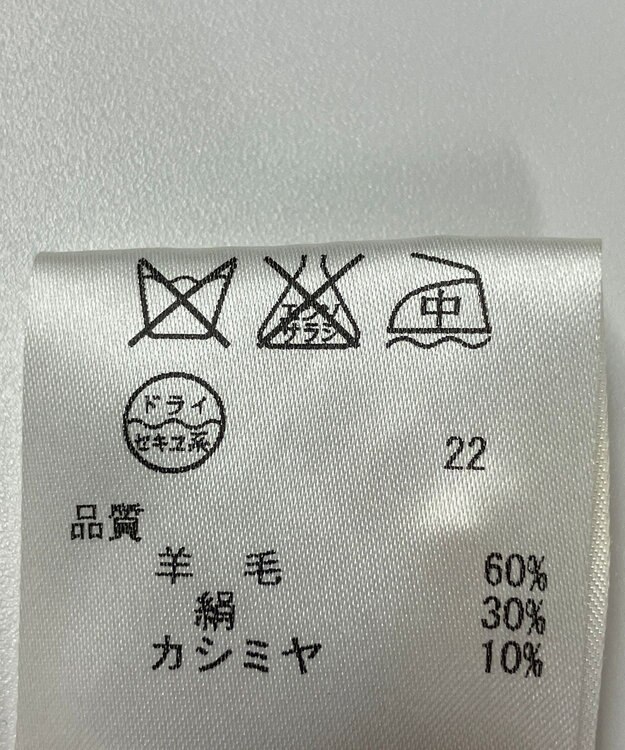 エンソ
サラシ
中
ドライ
セキユ系
22
品質
羊 毛 60%
絹 30%
カシミヤ 10%